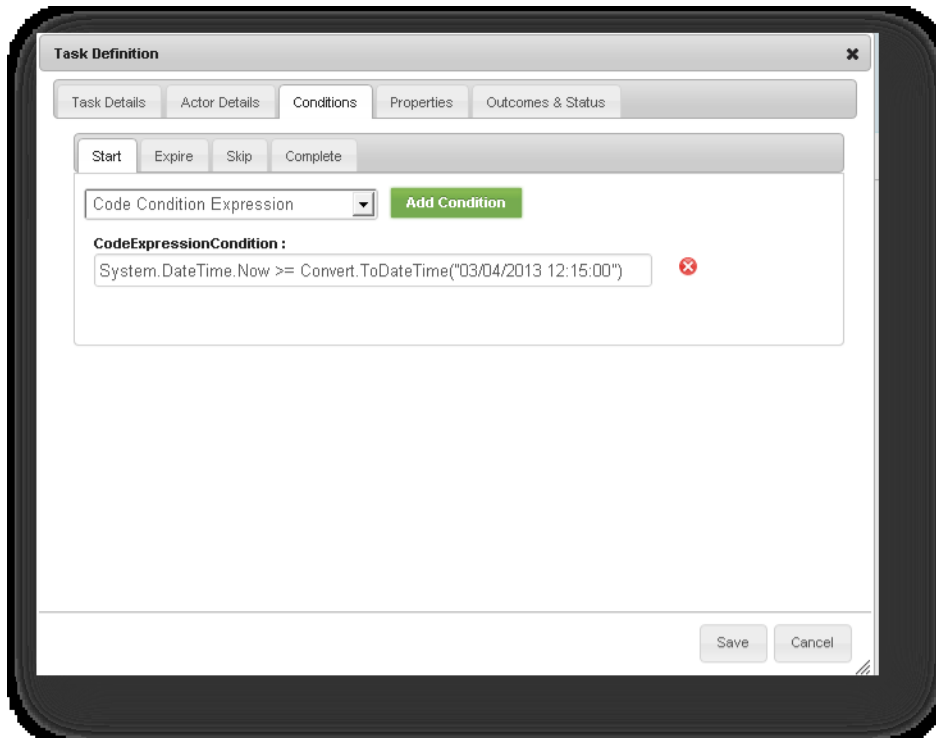 Task Definition
Task Details Actor Details Conditions Properties Outcomes & Status
Start Expire Skip Complete
Code Condition Expression Add Condition
CodeExpressionCondition :
System.DateTime.Now >= Convert.ToDateTime("03/04/2013 12:15:00")
Save Cancel